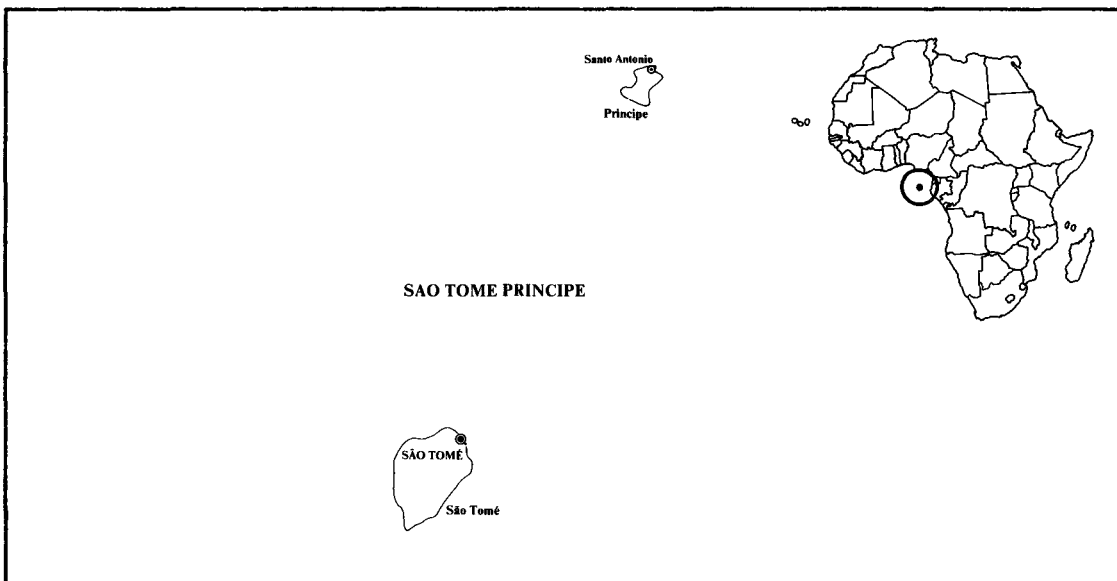 Santo Antonio
Principe
SAO TOME PRINCIPE
SÃO TOMÉ
São Tomé